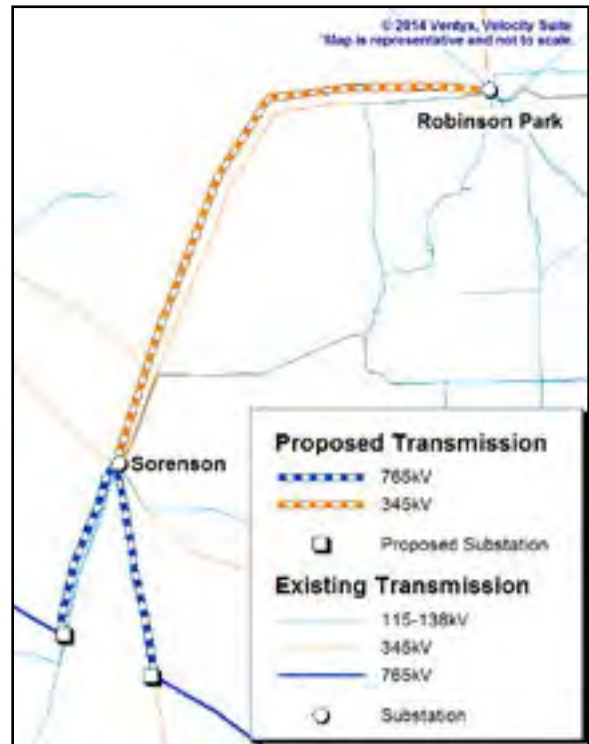 © 2014 Ventyx, Velocity Suite
*Map is representative and not to scale.
Robinson Park
Sorenson
Proposed Transmission
765kV
345kV
Proposed Substation
Existing Transmission
115-138kV
345kV
765kV
Substation